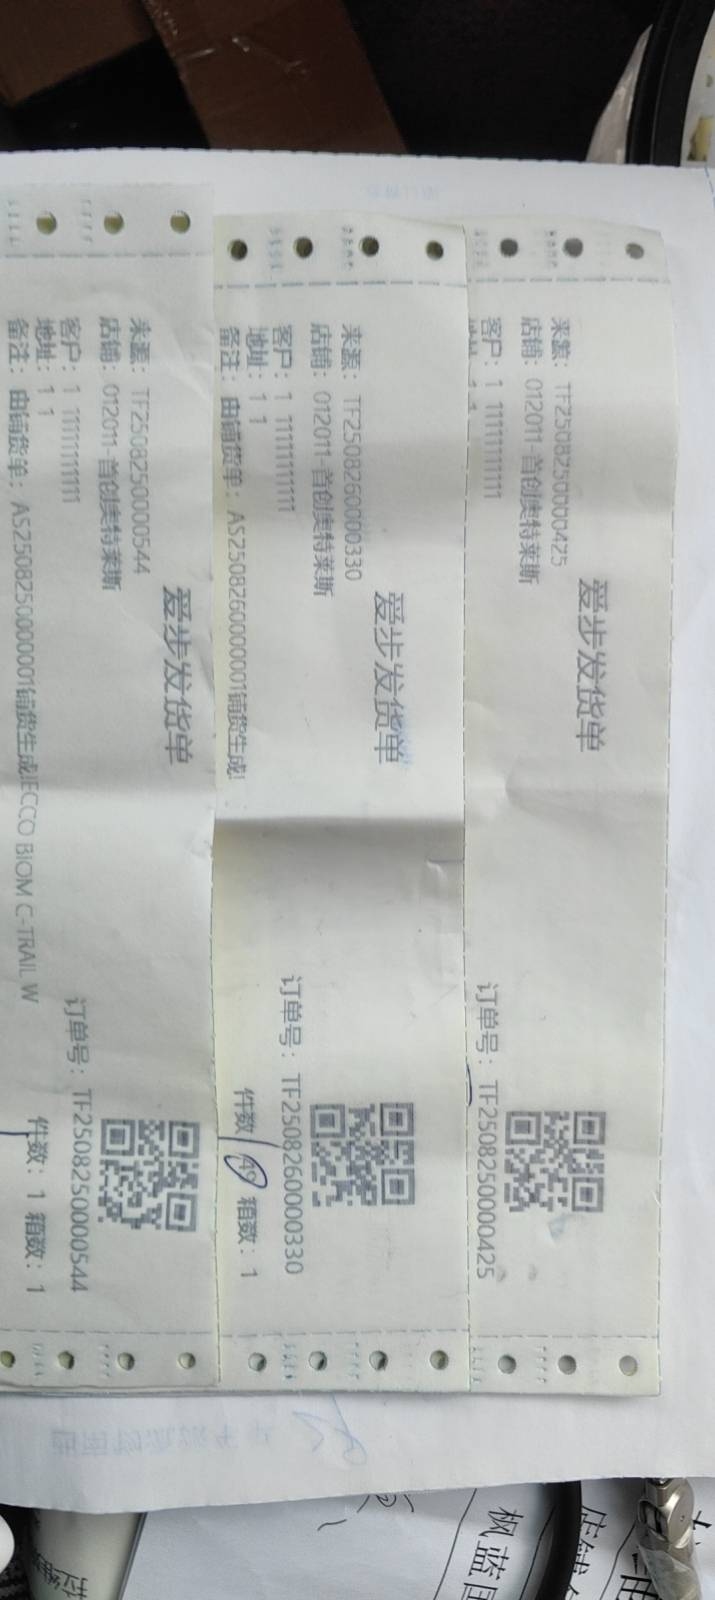 爱步发货单
来源：TF2508250000425
店铺：012011-首创奥特莱斯
客户：1 11111111111
订单号：TF2508250000425
爱步发货单
来源：TF2508260000330
店铺：012011-首创奥特莱斯
客户：1 11111111111
地址：1 1
备注：由铺货单：AS2508260000001铺货生成!
订单号：TF2508260000330
件数 49 箱数：1
爱步发货单
来源：TF2508250000544
店铺：012011-首创奥特莱斯
客户：1 11111111111
地址：1 1
备注：由铺货单：AS2508250000001铺货生成!ECCO BIOM C-TRAIL W
订单号：TF2508250000544
件数：1 箱数：1
枫蓝国
店铺